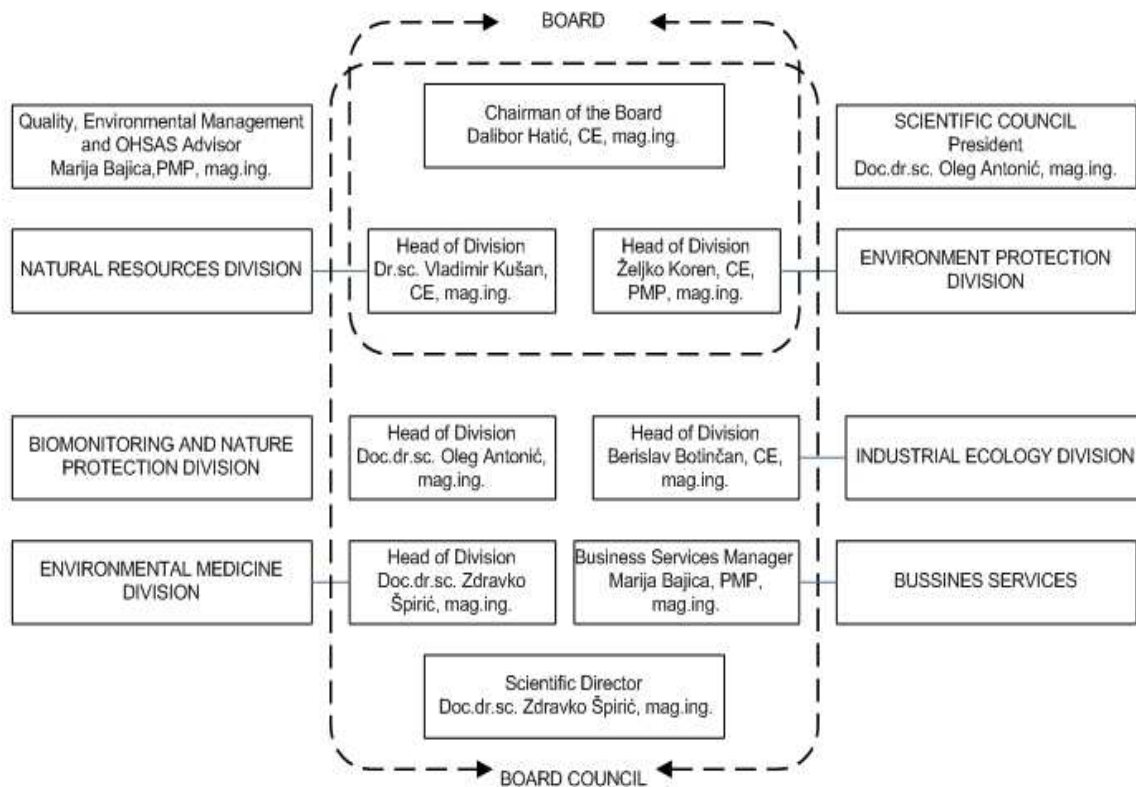 BOARD
Chairman of the Board
Dalibor Hatić, CE, mag.ing.
Quality, Environmental Management
and OHSAS Advisor
Marija Bajica,PMP, mag.ing.
SCIENTIFIC COUNCIL
President
Doc.dr.sc. Oleg Antonić, mag.ing.
NATURAL RESOURCES DIVISION
Head of Division
Dr.sc. Vladimir Kušan,
CE, mag.ing.
Head of Division
Željko Koren, CE,
PMP, mag.ing.
ENVIRONMENT PROTECTION
DIVISION
BIOMONITORING AND NATURE
PROTECTION DIVISION
Head of Division
Doc.dr.sc. Oleg Antonić,
mag.ing.
Head of Division
Berislav Botinčan, CE,
mag.ing.
INDUSTRIAL ECOLOGY DIVISION
ENVIRONMENTAL MEDICINE
DIVISION
Head of Division
Doc.dr.sc. Zdravko
Špirić, mag.ing.
Business Services Manager
Marija Bajica, PMP,
mag.ing.
BUSSINES SERVICES
Scientific Director
Doc.dr.sc. Zdravko Špirić, mag.ing.
BOARD COUNCIL